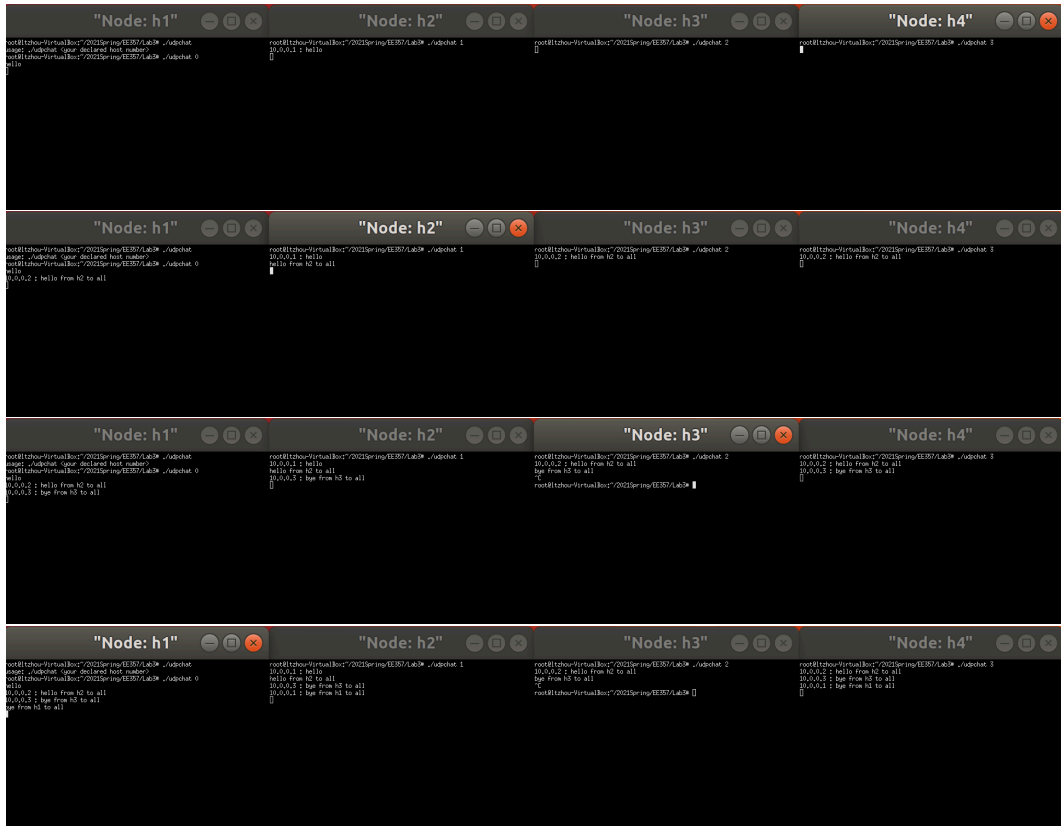 "Node: h1"
root@ltzhou-VirtualBox:~/2021Spring/EE357/Lab3# ./udpchat
usage: ./udpchat <your declared host number>
root@ltzhou-VirtualBox:~/2021Spring/EE357/Lab3# ./udpchat 0
hello
"Node: h2"
root@ltzhou-VirtualBox:~/2021Spring/EE357/Lab3# ./udpchat 1
10.0.0.1 : hello
"Node: h3"
root@ltzhou-VirtualBox:~/2021Spring/EE357/Lab3# ./udpchat 2
"Node: h4"
root@ltzhou-VirtualBox:~/2021Spring/EE357/Lab3# ./udpchat 3
"Node: h1"
root@ltzhou-VirtualBox:~/2021Spring/EE357/Lab3# ./udpchat
usage: ./udpchat <your declared host number>
root@ltzhou-VirtualBox:~/2021Spring/EE357/Lab3# ./udpchat 0
hello
10.0.0.2 : hello from h2 to all
"Node: h2"
root@ltzhou-VirtualBox:~/2021Spring/EE357/Lab3# ./udpchat 1
10.0.0.1 : hello
hello from h2 to all
"Node: h3"
root@ltzhou-VirtualBox:~/2021Spring/EE357/Lab3# ./udpchat 2
10.0.0.2 : hello from h2 to all
"Node: h4"
root@ltzhou-VirtualBox:~/2021Spring/EE357/Lab3# ./udpchat 3
10.0.0.2 : hello from h2 to all
"Node: h1"
root@ltzhou-VirtualBox:~/2021Spring/EE357/Lab3# ./udpchat
usage: ./udpchat <your declared host number>
root@ltzhou-VirtualBox:~/2021Spring/EE357/Lab3# ./udpchat 0
hello
10.0.0.2 : hello from h2 to all
10.0.0.3 : bye from h3 to all
"Node: h2"
root@ltzhou-VirtualBox:~/2021Spring/EE357/Lab3# ./udpchat 1
10.0.0.1 : hello
hello from h2 to all
10.0.0.3 : bye from h3 to all
"Node: h3"
root@ltzhou-VirtualBox:~/2021Spring/EE357/Lab3# ./udpchat 2
10.0.0.2 : hello from h2 to all
bye from h3 to all
^C
root@ltzhou-VirtualBox:~/2021Spring/EE357/Lab3#
"Node: h4"
root@ltzhou-VirtualBox:~/2021Spring/EE357/Lab3# ./udpchat 3
10.0.0.2 : hello from h2 to all
10.0.0.3 : bye from h3 to all
"Node: h1"
root@ltzhou-VirtualBox:~/2021Spring/EE357/Lab3# ./udpchat
usage: ./udpchat <your declared host number>
root@ltzhou-VirtualBox:~/2021Spring/EE357/Lab3# ./udpchat 0
hello
10.0.0.2 : hello from h2 to all
10.0.0.3 : bye from h3 to all
bye from h1 to all
"Node: h2"
root@ltzhou-VirtualBox:~/2021Spring/EE357/Lab3# ./udpchat 1
10.0.0.1 : hello
hello from h2 to all
10.0.0.3 : bye from h3 to all
10.0.0.1 : bye from h1 to all
"Node: h3"
root@ltzhou-VirtualBox:~/2021Spring/EE357/Lab3# ./udpchat 2
10.0.0.2 : hello from h2 to all
bye from h3 to all
^C
root@ltzhou-VirtualBox:~/2021Spring/EE357/Lab3#
"Node: h4"
root@ltzhou-VirtualBox:~/2021Spring/EE357/Lab3# ./udpchat 3
10.0.0.2 : hello from h2 to all
10.0.0.3 : bye from h3 to all
10.0.0.1 : bye from h1 to all